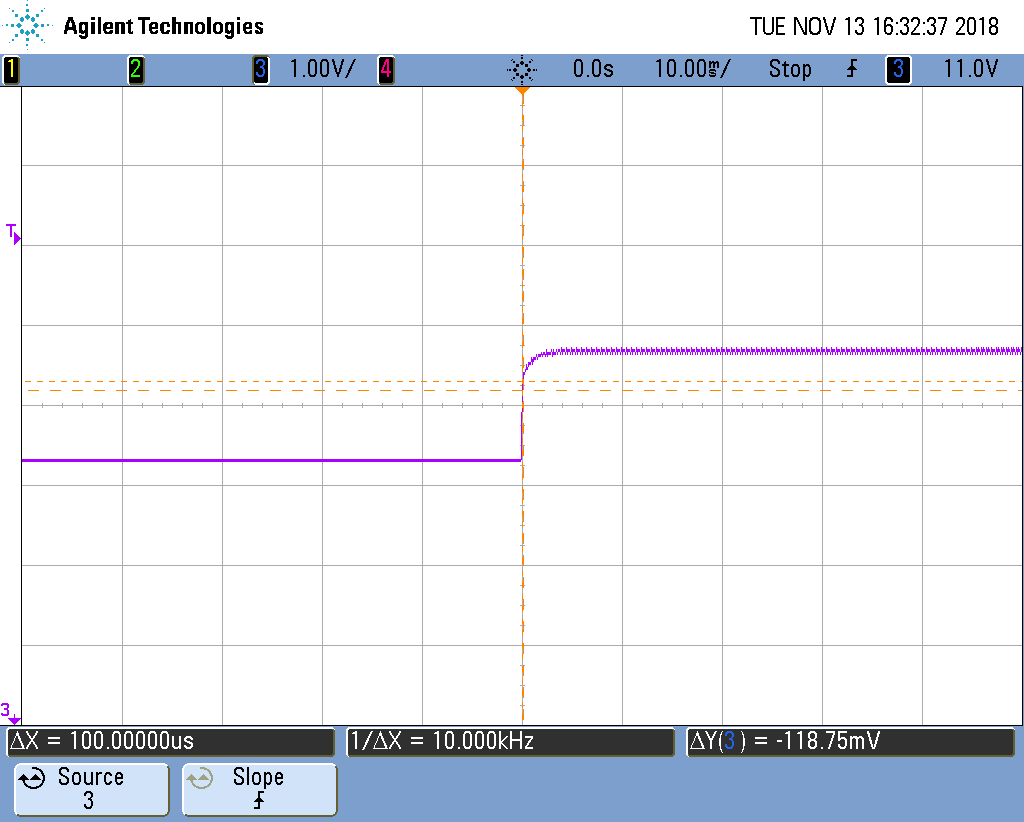 Agilent Technologies TUE NOV 13 16:32:37 2018
1 2 3 1.00V/ 4 0.0s 10.00ms/ Stop 3 11.0V
T
3
ΔX = 100.00000us 1/ΔX = 10.000kHz ΔY(3) = -118.75mV
Source Slope
3